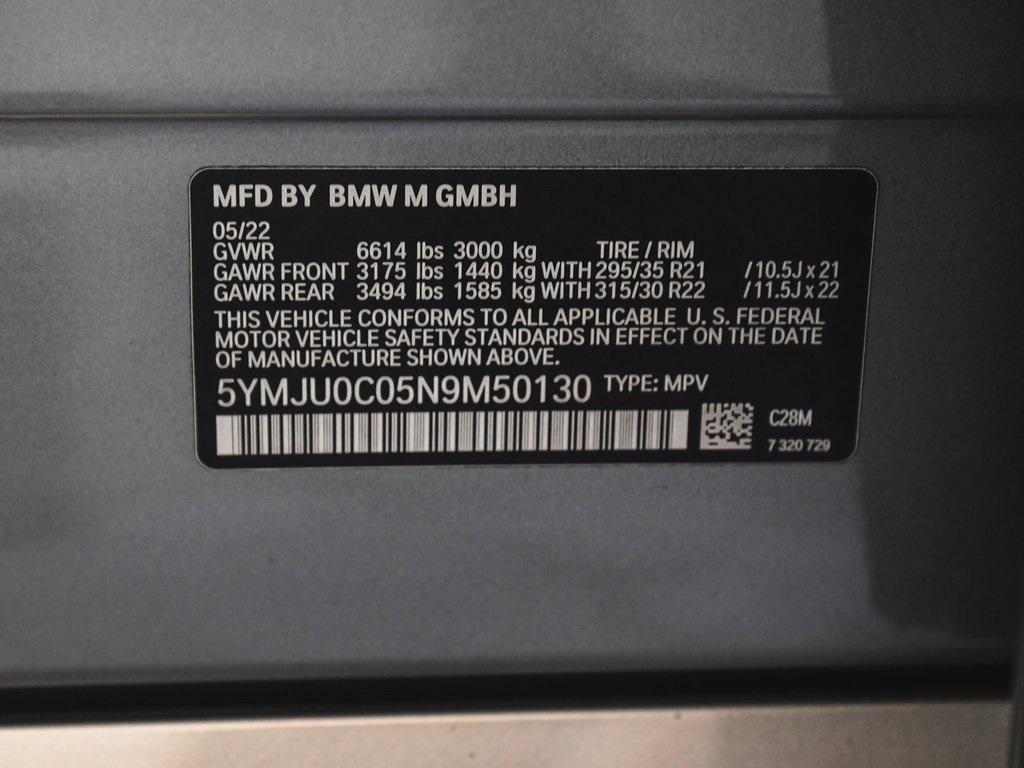 MFD BY BMW M GMBH
05/22
GVWR 6614 lbs 3000 kg TIRE / RIM
GAWR FRONT 3175 lbs 1440 kg WITH 295/35 R21 /10.5J x 21
GAWR REAR 3494 lbs 1585 kg WITH 315/30 R22 /11.5J x 22
THIS VEHICLE CONFORMS TO ALL APPLICABLE U. S. FEDERAL
MOTOR VEHICLE SAFETY STANDARDS IN EFFECT ON THE DATE
OF MANUFACTURE SHOWN ABOVE.
5YMJU0C05N9M50130 TYPE: MPV
C28M
7 320 729